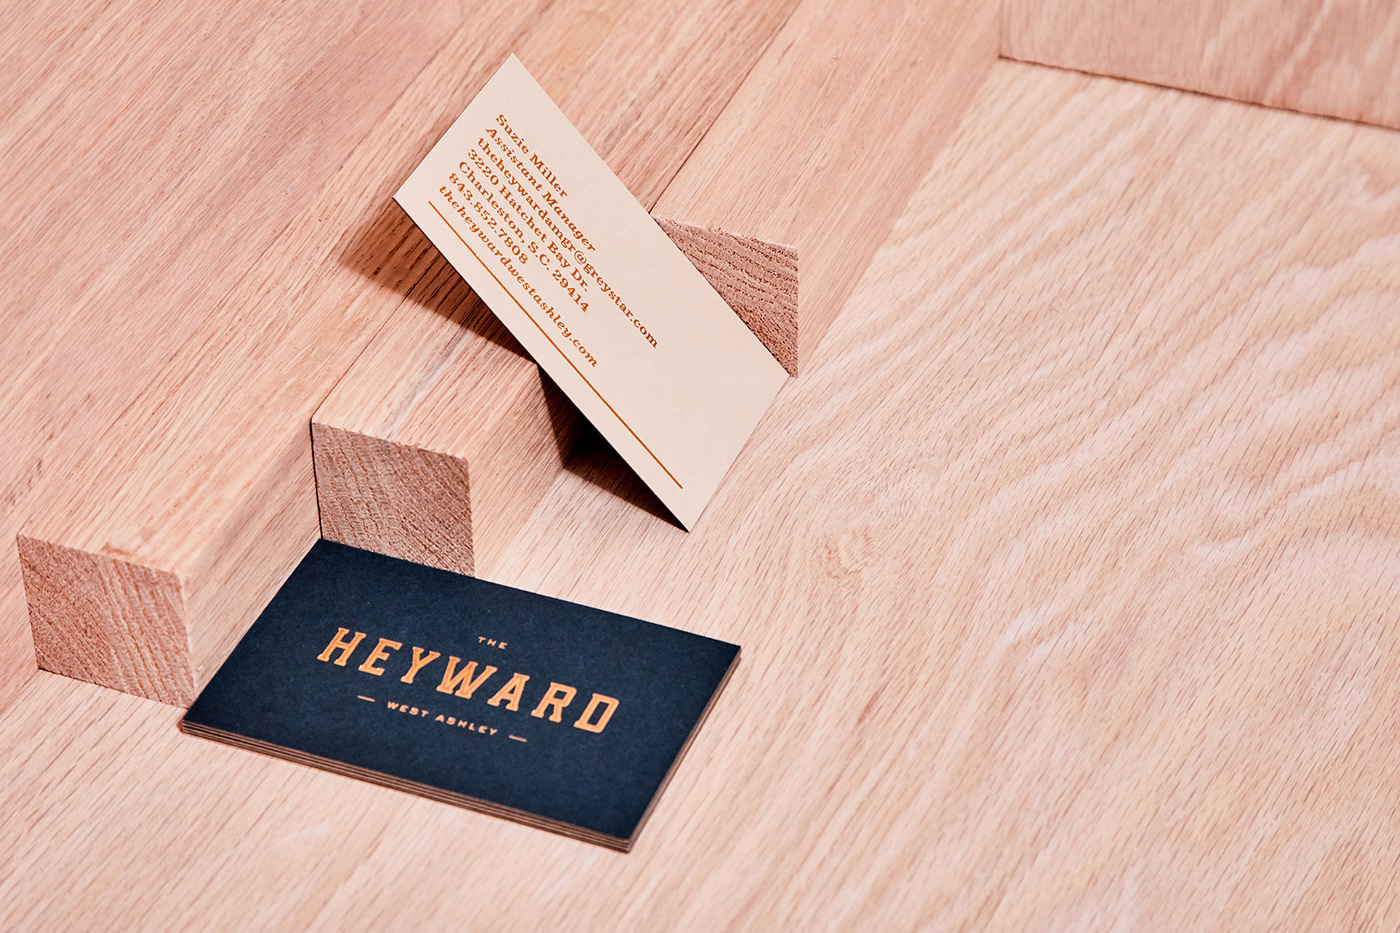 Suzie Miller
Assistant Manager
theheywardamgr@greystar.com
3220 Hatchet Bay Dr.
Charleston, S.C. 29414
843.852.7808
theheywardwestashley.com
THE
HEYWARD
WEST ASHLEY